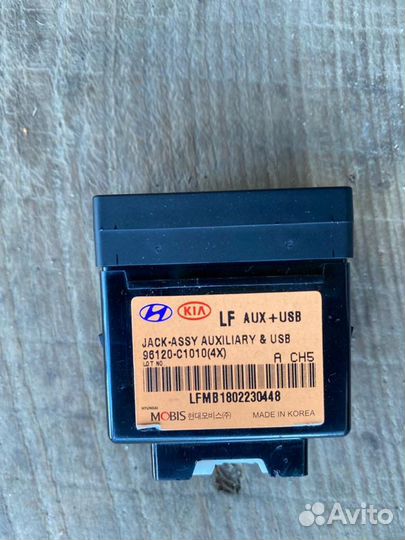 KIA LF AUX+USB
JACK-ASSY AUXILIARY & USB
96120-C1010(4X)
LOT NO A CH5
LFMB1802230448
HYUNDAI
MOBIS 현대모비스(주) MADE IN KOREA
Avito